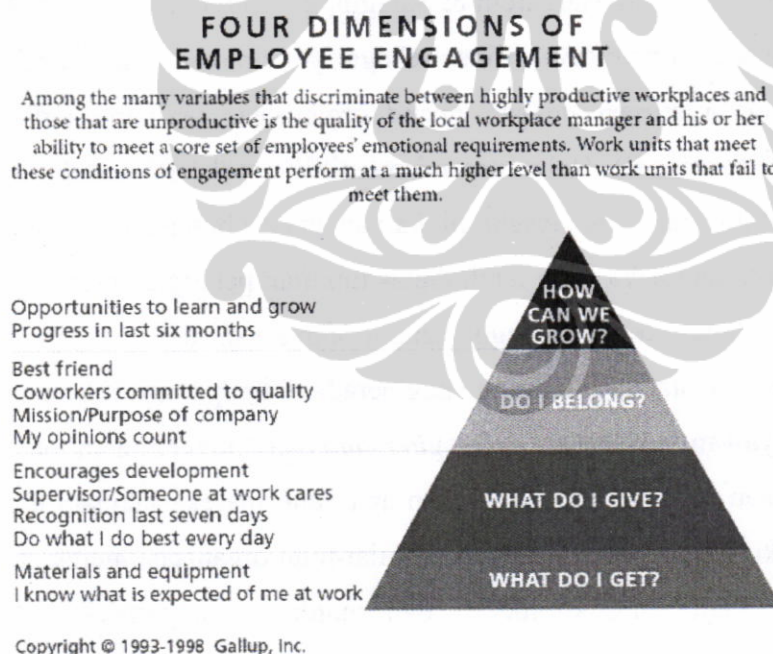 FOUR DIMENSIONS OF
EMPLOYEE ENGAGEMENT
Among the many variables that discriminate between highly productive workplaces and
those that are unproductive is the quality of the local workplace manager and his or her
ability to meet a core set of employees' emotional requirements. Work units that meet
these conditions of engagement perform at a much higher level than work units that fail to
meet them.
HOW
CAN WE
GROW?
Opportunities to learn and grow
Progress in last six months
DO I BELONG?
Best friend
Coworkers committed to quality
Mission/Purpose of company
My opinions count
WHAT DO I GIVE?
Encourages development
Supervisor/Someone at work cares
Recognition last seven days
Do what I do best every day
WHAT DO I GET?
Materials and equipment
I know what is expected of me at work
Copyright © 1993-1998 Gallup, Inc.